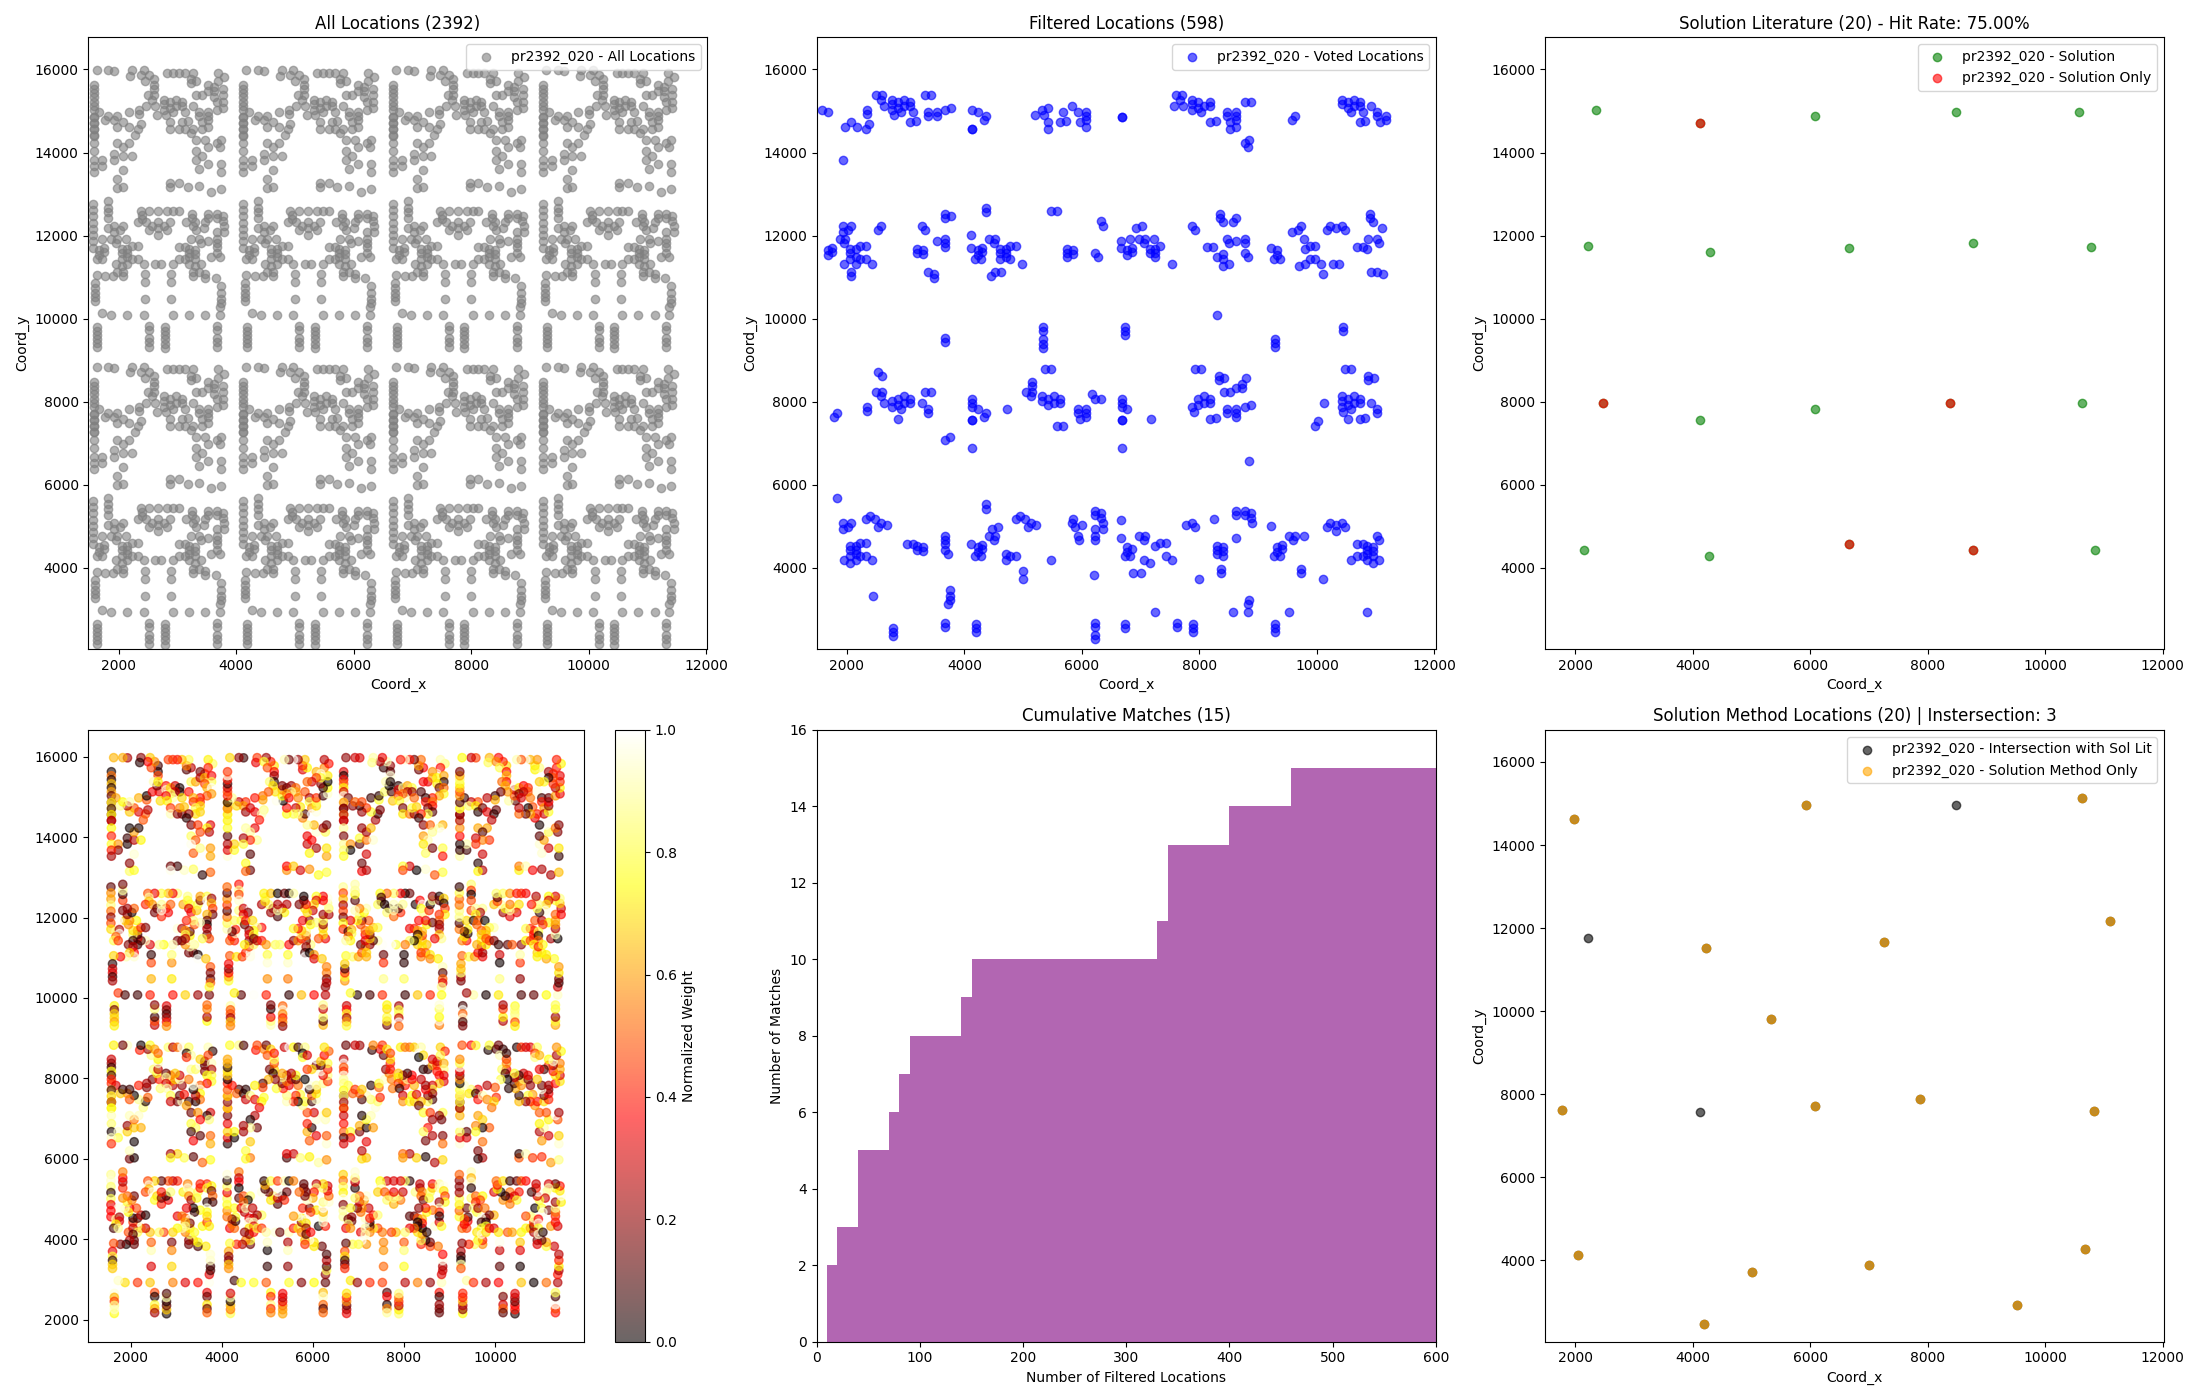 All Locations (2392)
pr2392_020 - All Locations
16000
14000
12000
10000
8000
6000
4000
Coord_y
2000 4000 6000 8000 10000 12000
Coord_x
Filtered Locations (598)
pr2392_020 - Voted Locations
16000
14000
12000
10000
8000
6000
4000
Coord_y
2000 4000 6000 8000 10000 12000
Coord_x
Solution Literature (20) - Hit Rate: 75.00%
pr2392_020 - Solution
pr2392_020 - Solution Only
16000
14000
12000
10000
8000
6000
4000
Coord_y
2000 4000 6000 8000 10000 12000
Coord_x
16000
14000
12000
10000
8000
6000
4000
2000
2000 4000 6000 8000 10000
1.0
0.8
0.6
0.4
0.2
0.0
Normalized Weight
Cumulative Matches (15)
16
14
12
10
8
6
4
2
0
Number of Matches
0 100 200 300 400 500 600
Number of Filtered Locations
Solution Method Locations (20) | Instersection: 3
pr2392_020 - Intersection with Sol Lit
pr2392_020 - Solution Method Only
16000
14000
12000
10000
8000
6000
4000
Coord_y
2000 4000 6000 8000 10000 12000
Coord_x